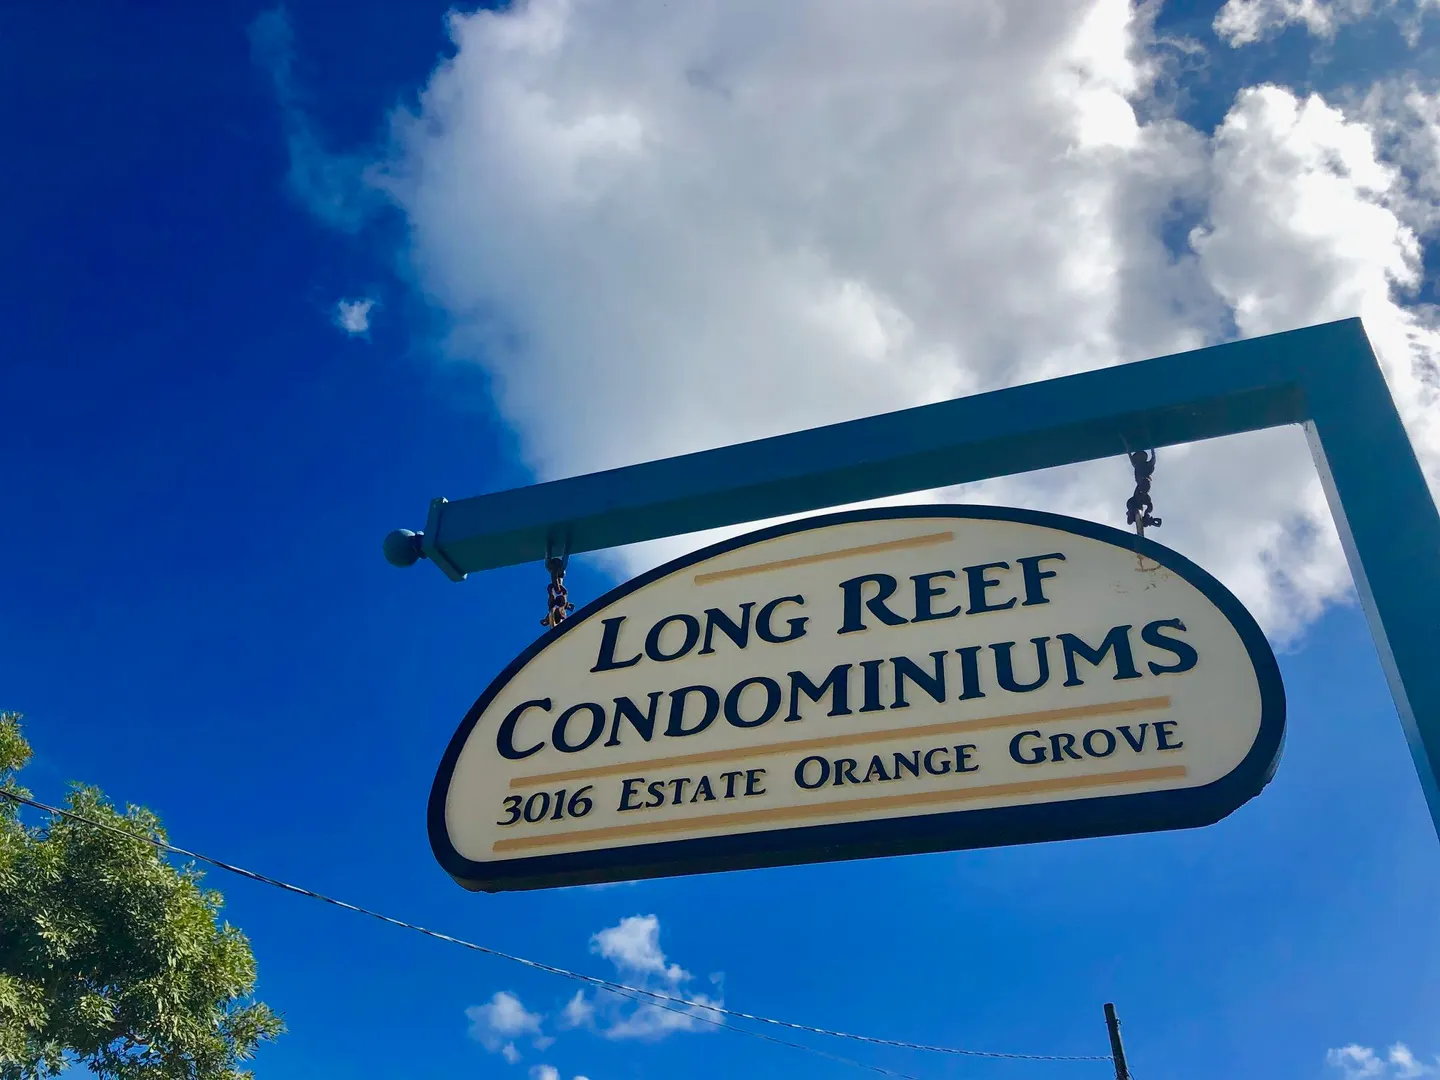 LONG REEF
CONDOMINIUMS
3016 ESTATE ORANGE GROVE